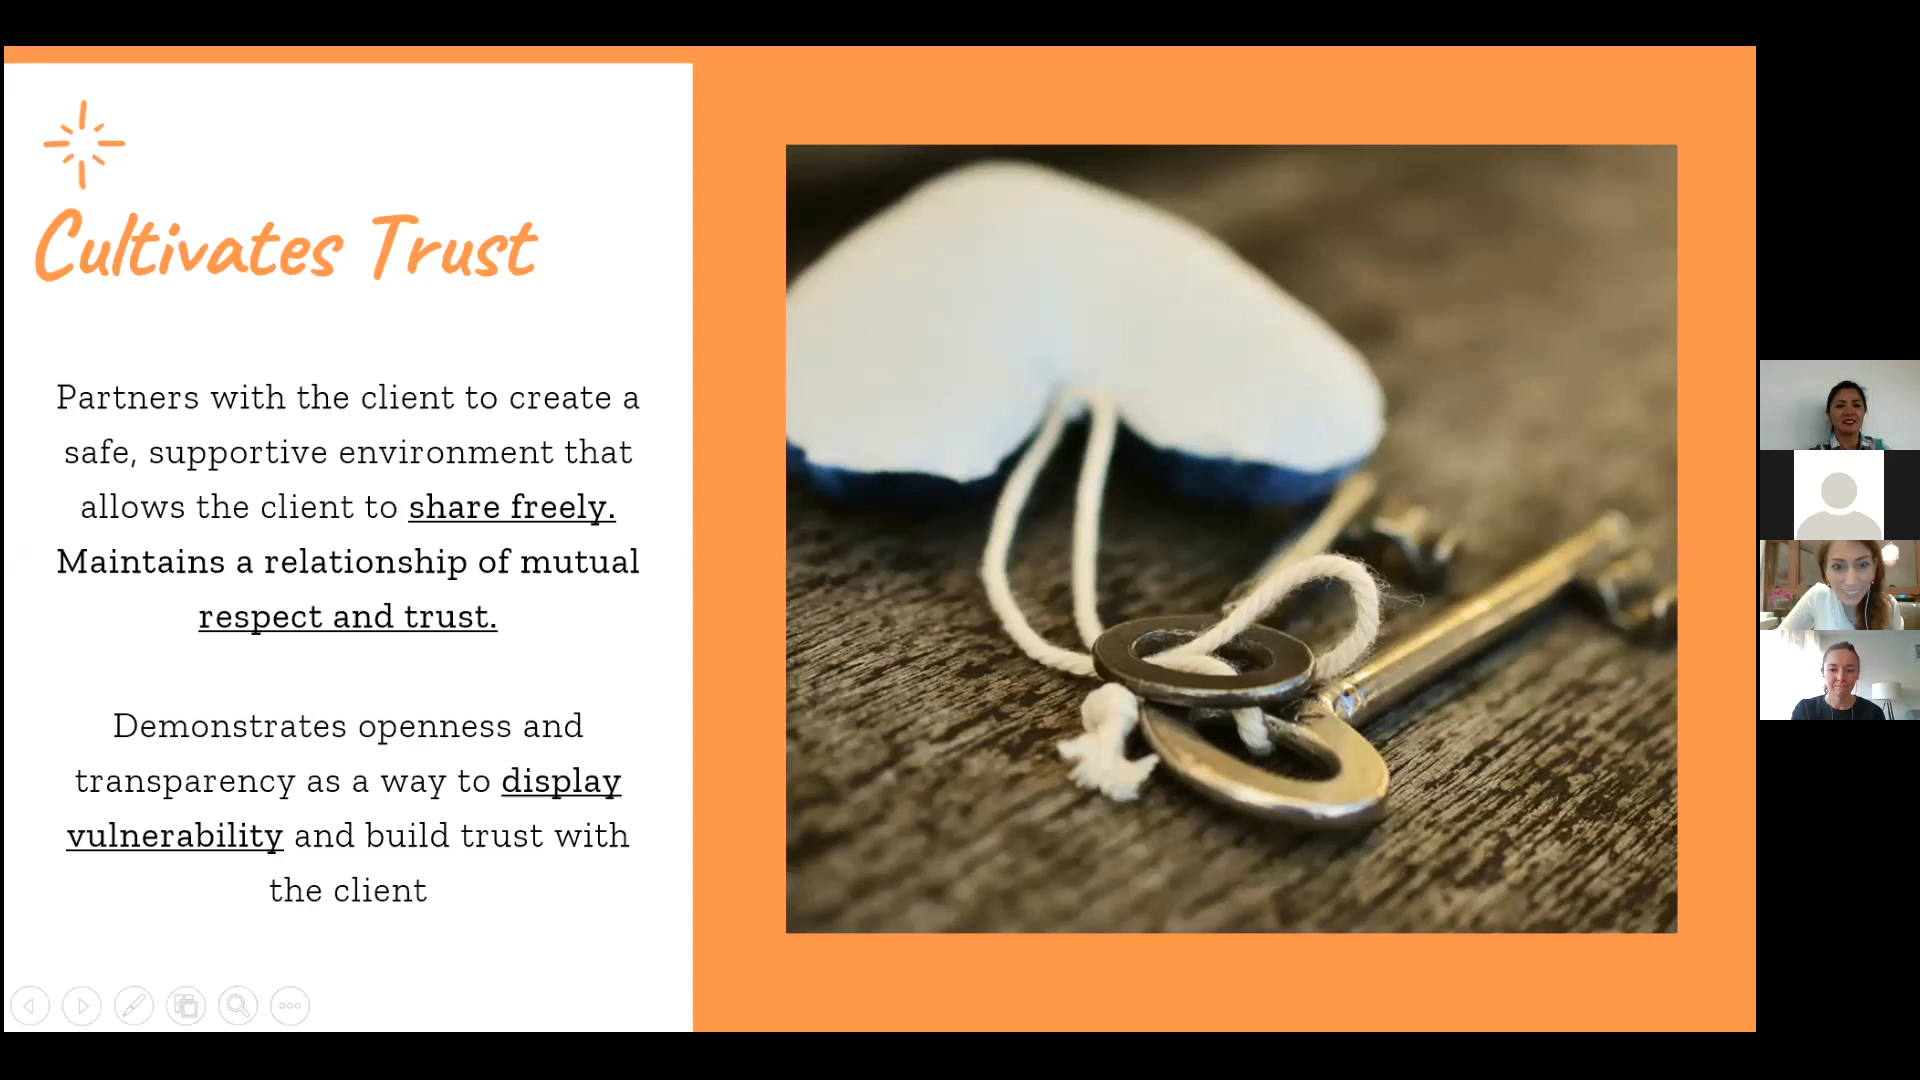 Cultivates Trust
Partners with the client to create a
safe, supportive environment that
allows the client to share freely.
Maintains a relationship of mutual
respect and trust.
Demonstrates openness and
transparency as a way to display
vulnerability and build trust with
the client